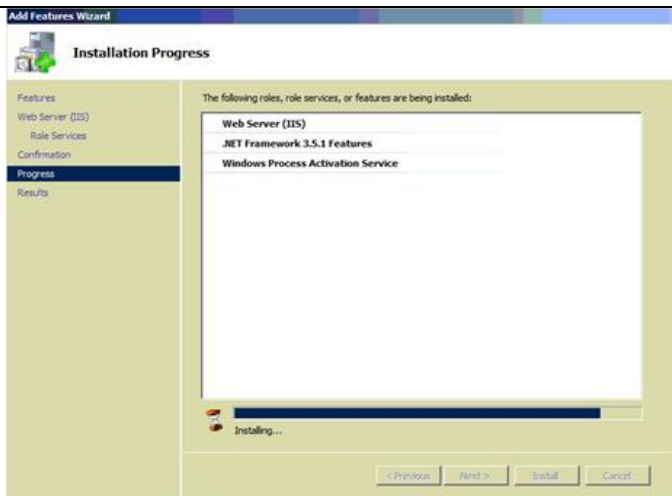 Add Features Wizard
Installation Progress
Features
Web Server (IIS)
Role Services
Confirmation
Progress
Results
The following roles, role services, or features are being installed:
Web Server (IIS)
.NET Framework 3.5.1 Features
Windows Process Activation Service
Installing...
< Previous
Next >
Install
Cancel